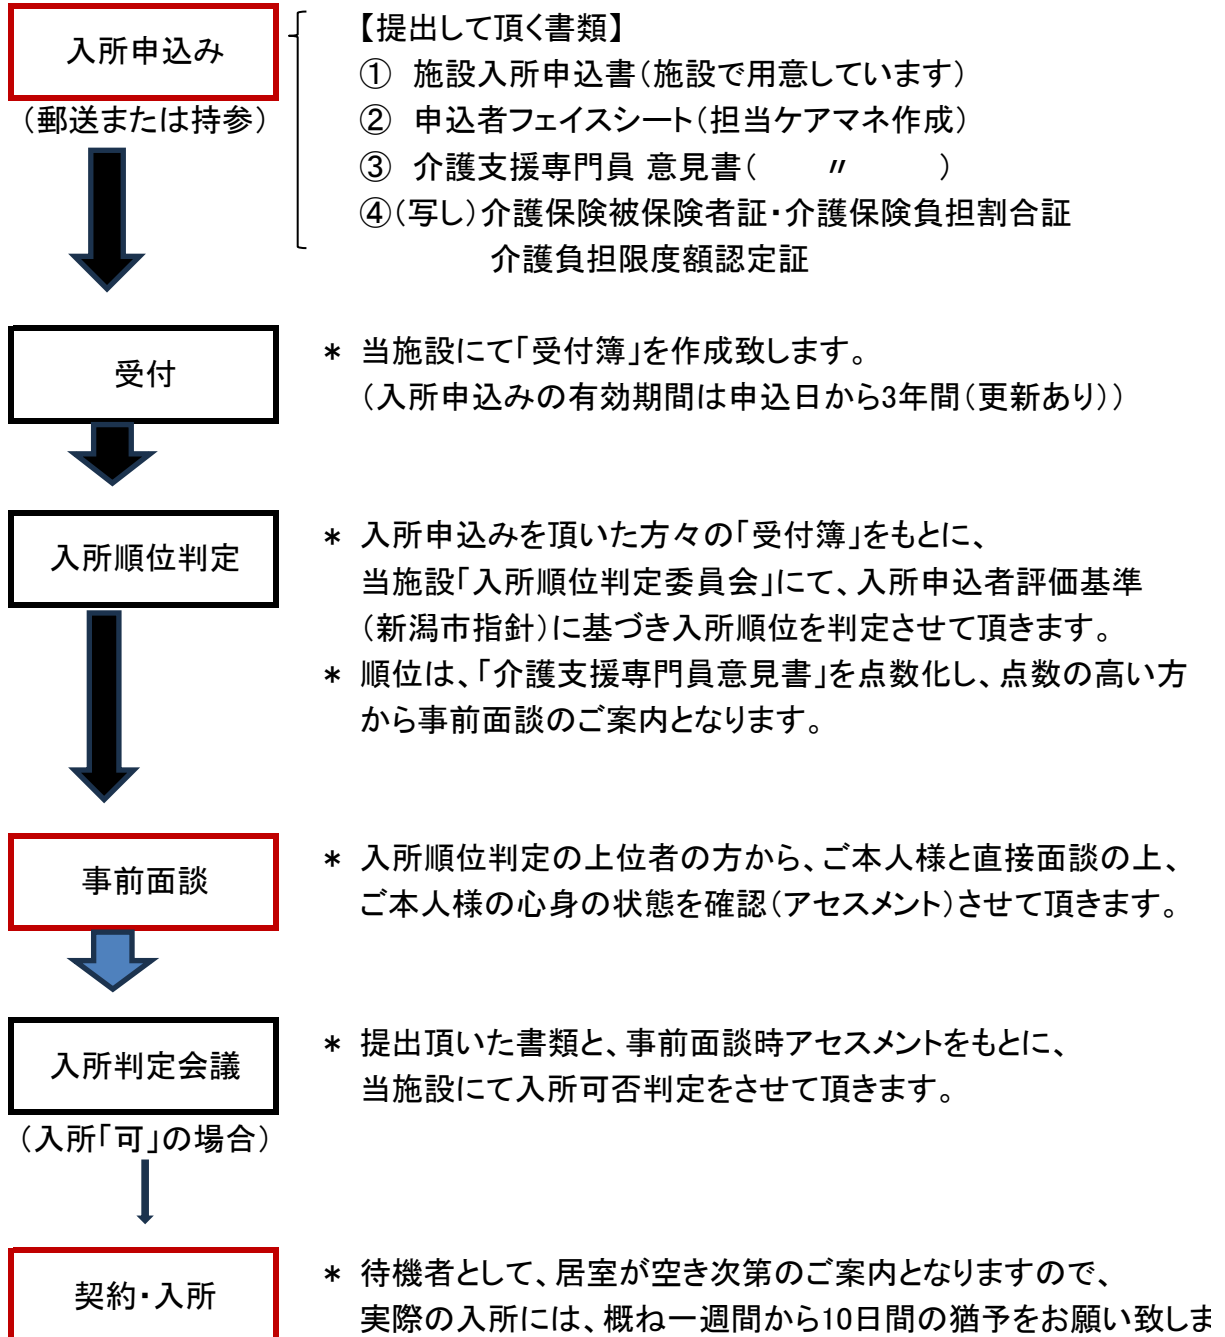 入所申込み
（郵送または持参）
【提出して頂く書類】
① 施設入所申込書（施設で用意しています）
② 申込者フェイスシート（担当ケアマネ作成）
③ 介護支援専門員 意見書（　　〃　　）
④（写し）介護保険被保険者証・介護保険負担割合証
介護負担限度額認定証
受付
＊ 当施設にて「受付簿」を作成致します。
（入所申込みの有効期間は申込日から3年間（更新あり））
入所順位判定
＊ 入所申込みを頂いた方々の「受付簿」をもとに、
当施設「入所順位判定委員会」にて、入所申込者評価基準
（新潟市指針）に基づき入所順位を判定させて頂きます。
＊ 順位は、「介護支援専門員意見書」を点数化し、点数の高い方
から事前面談のご案内となります。
事前面談
＊ 入所順位判定の上位者の方から、ご本人様と直接面談の上、
ご本人様の心身の状態を確認（アセスメント）させて頂きます。
入所判定会議
（入所「可」の場合）
＊ 提出頂いた書類と、事前面談時アセスメントをもとに、
当施設にて入所可否判定をさせて頂きます。
契約・入所
＊ 待機者として、居室が空き次第のご案内となりますので、
実際の入所には、概ね一週間から10日間の猶予をお願い致しま